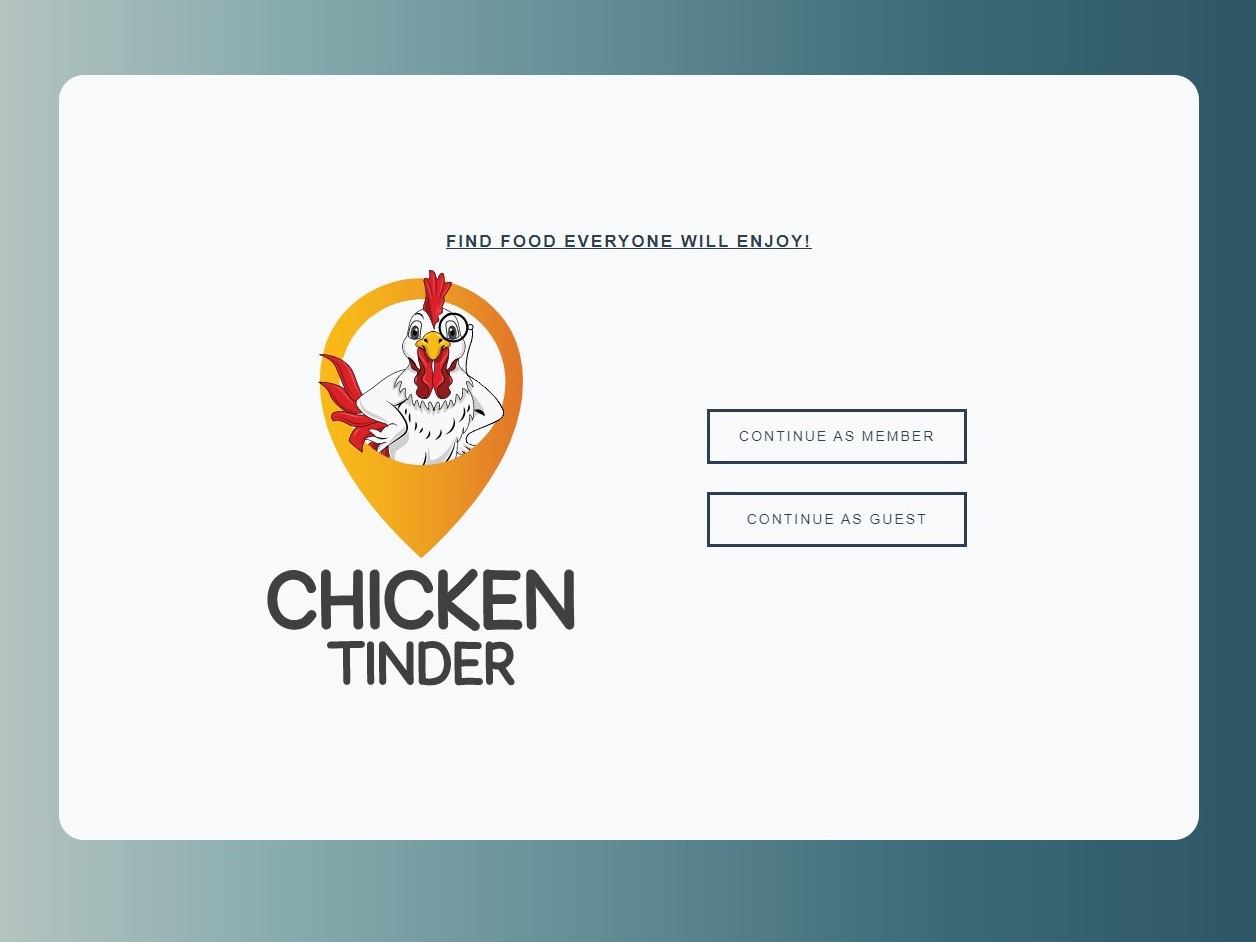 FIND FOOD EVERYONE WILL ENJOY!
CHICKEN
TINDER
CONTINUE AS MEMBER
CONTINUE AS GUEST